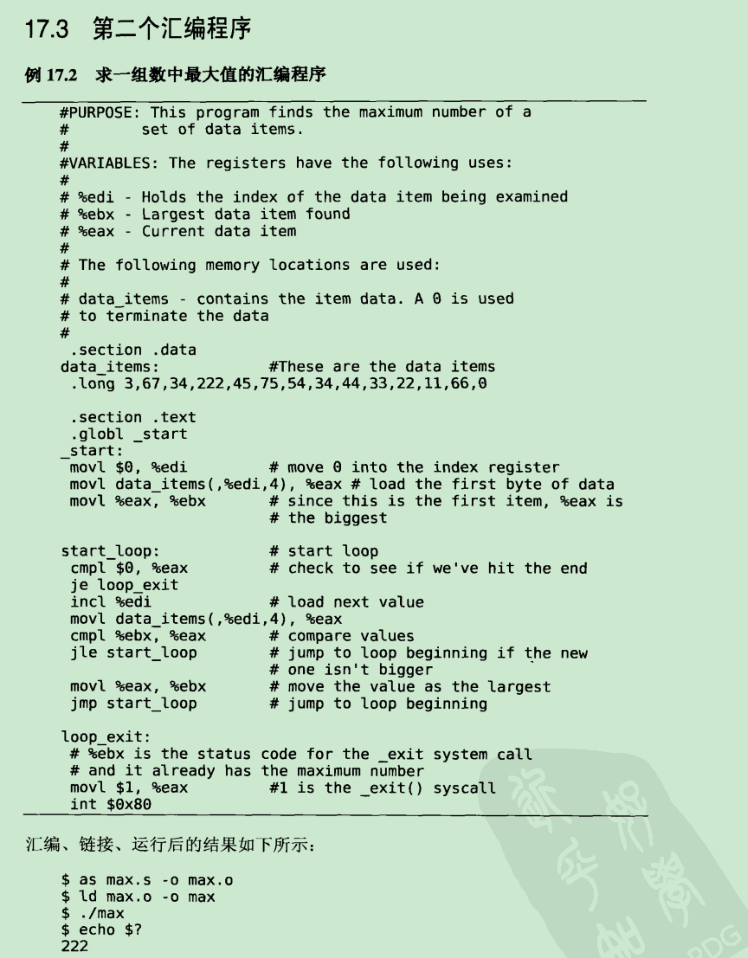 17.3 第二个汇编程序
例 17.2 求一组数中最大值的汇编程序
#PURPOSE: This program finds the maximum number of a
#         set of data items.
#
#VARIABLES: The registers have the following uses:
#
# %edi - Holds the index of the data item being examined
# %ebx - Largest data item found
# %eax - Current data item
#
# The following memory locations are used:
#
# data_items - contains the item data. A 0 is used
# to terminate the data
#
 .section .data
data_items:             #These are the data items
 .long 3,67,34,222,45,75,54,34,44,33,22,11,66,0
 .section .text
 .globl _start
_start:
 movl $0, %edi          # move 0 into the index register
 movl data_items(,%edi,4), %eax # load the first byte of data
 movl %eax, %ebx        # since this is the first item, %eax is
                        # the biggest
start_loop:             # start loop
 cmpl $0, %eax          # check to see if we've hit the end
 je loop_exit
 incl %edi              # load next value
 movl data_items(,%edi,4), %eax
 cmpl %ebx, %eax        # compare values
 jle start_loop         # jump to loop beginning if the new
                        # one isn't bigger
 movl %eax, %ebx        # move the value as the largest
 jmp start_loop         # jump to loop beginning
loop_exit:
 # %ebx is the status code for the _exit system call
 # and it already has the maximum number
 movl $1, %eax          #1 is the _exit() syscall
 int $0x80
汇编、链接、运行后的结果如下所示：
$ as max.s -o max.o
$ ld max.o -o max
$ ./max
$ echo $?
222
PDG